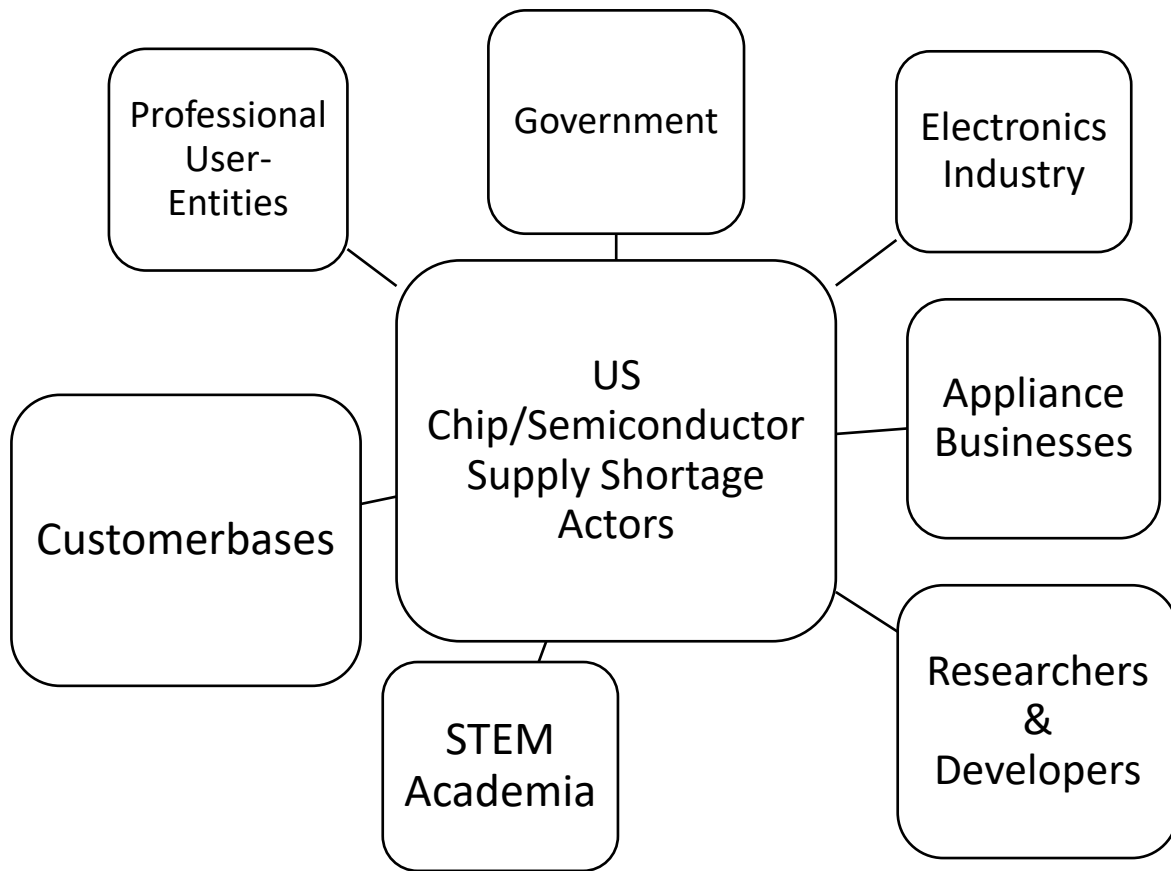 Professional
User-
Entities
Government
Electronics
Industry
US
Chip/Semiconductor
Supply Shortage
Actors
Appliance
Businesses
Customerbases
STEM
Academia
Researchers
&
Developers